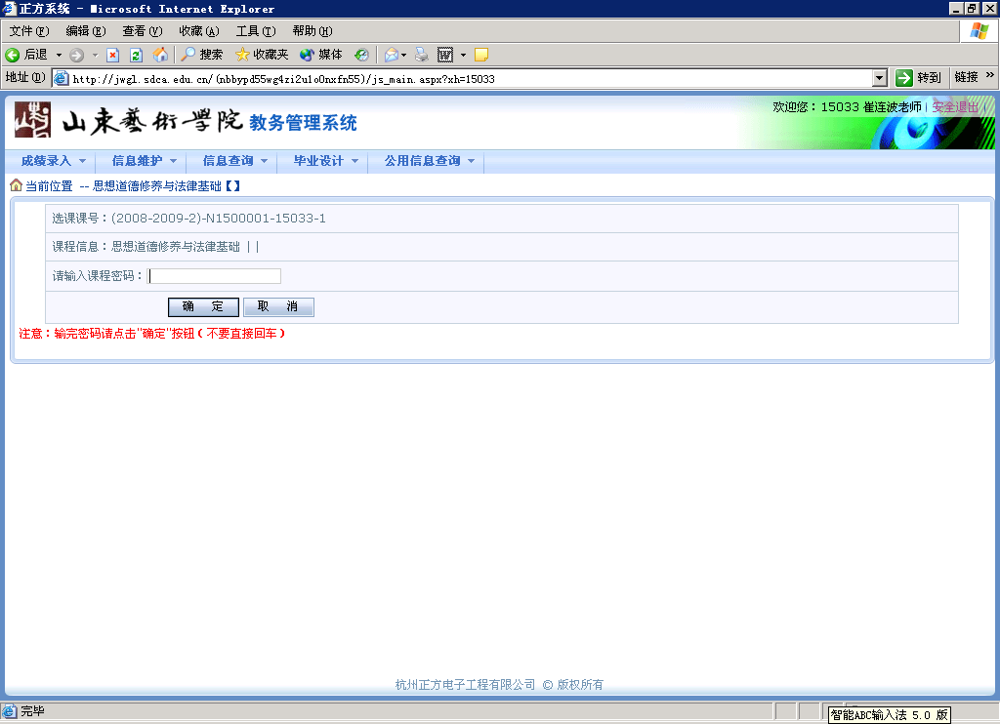 正方系统 - Microsoft Internet Explorer
文件(F) 编辑(E) 查看(V) 收藏(A) 工具(T) 帮助(H)
后退 搜索 收藏夹 媒体
地址(D) http://jwgl.sdca.edu.cn/(nbbypd55wg4zi2u1o0nxfn55)/js_main.aspx?xh=15033 转到 链接 »
山东艺术学院 教务管理系统 欢迎您：15033 崔连波老师 | 安全退出 |
成绩录入 信息维护 信息查询 毕业设计 公用信息查询
当前位置 -- 思想道德修养与法律基础【 】
选课课号：(2008-2009-2)-N1500001-15033-1
课程信息：思想道德修养与法律基础 | |
请输入课程密码：
确 定 取 消
注意：输完密码请点击"确定"按钮（不要直接回车）
杭州正方电子工程有限公司 © 版权所有
完毕
智能ABC输入法 5.0 版